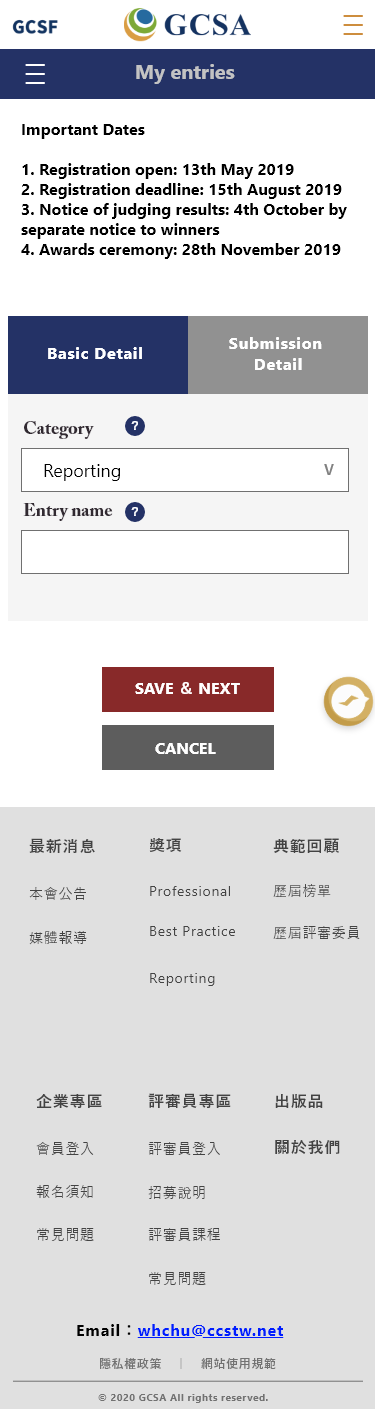 GCSF
GCSA
My entries
Important Dates
1. Registration open: 13th May 2019
2. Registration deadline: 15th August 2019
3. Notice of judging results: 4th October by
separate notice to winners
4. Awards ceremony: 28th November 2019
Basic Detail
Submission
Detail
Category ?
Reporting V
Entry name ?
SAVE & NEXT
CANCEL
最新消息
本會公告
媒體報導
獎項
Professional
Best Practice
Reporting
典範回顧
歷屆榜單
歷屆評審委員
企業專區
會員登入
報名須知
常見問題
評審員專區
評審員登入
招募說明
評審員課程
常見問題
出版品
關於我們
Email：whchu@ccstw.net
隱私權政策 | 網站使用規範
© 2020 GCSA All rights reserved.